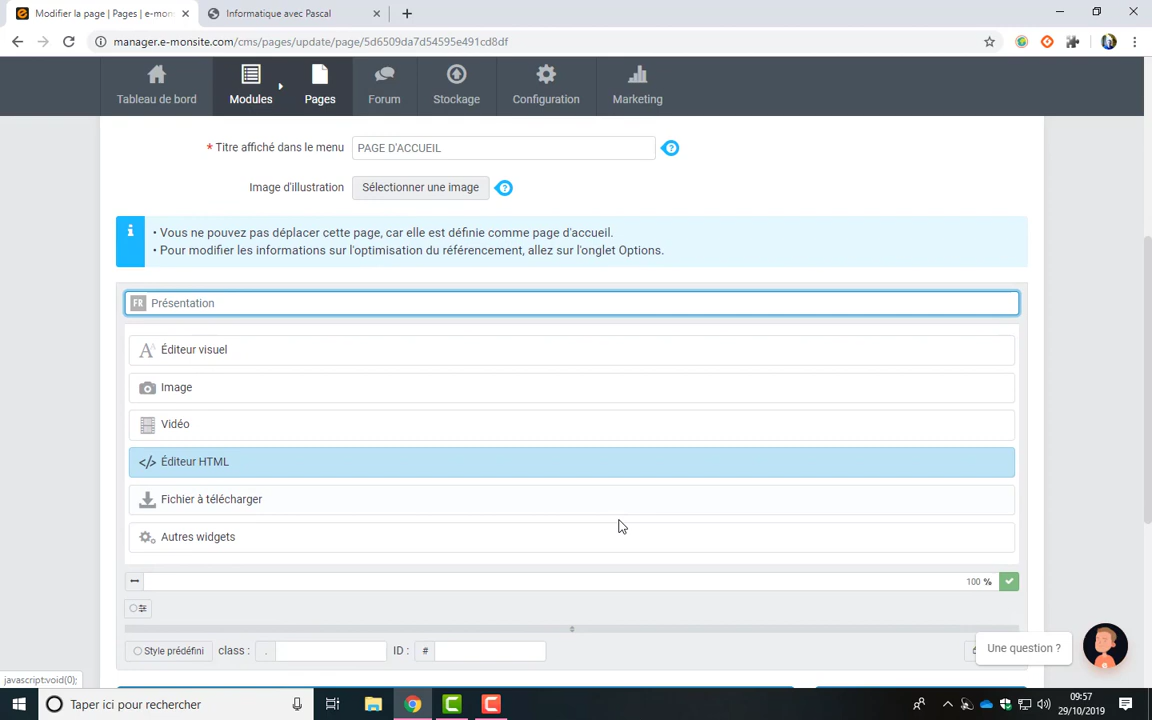 Modifier la page | Pages | e-mon
Informatique avec Pascal
manager.e-monsite.com/cms/pages/update/page/5d6509da7d54595e491cd8df
Tableau de bord
Modules
Pages
Forum
Stockage
Configuration
Marketing
* Titre affiché dans le menu
PAGE D'ACCUEIL
Image d'illustration
Sélectionner une image
• Vous ne pouvez pas déplacer cette page, car elle est définie comme page d'accueil.
• Pour modifier les informations sur l'optimisation du référencement, allez sur l'onglet Options.
FR Présentation
Éditeur visuel
Image
Vidéo
</> Éditeur HTML
Fichier à télécharger
Autres widgets
100 %
Style prédéfini
class :
.
ID :
#
Une question ?
javascript:void(0);
Taper ici pour rechercher
09:57
29/10/2019